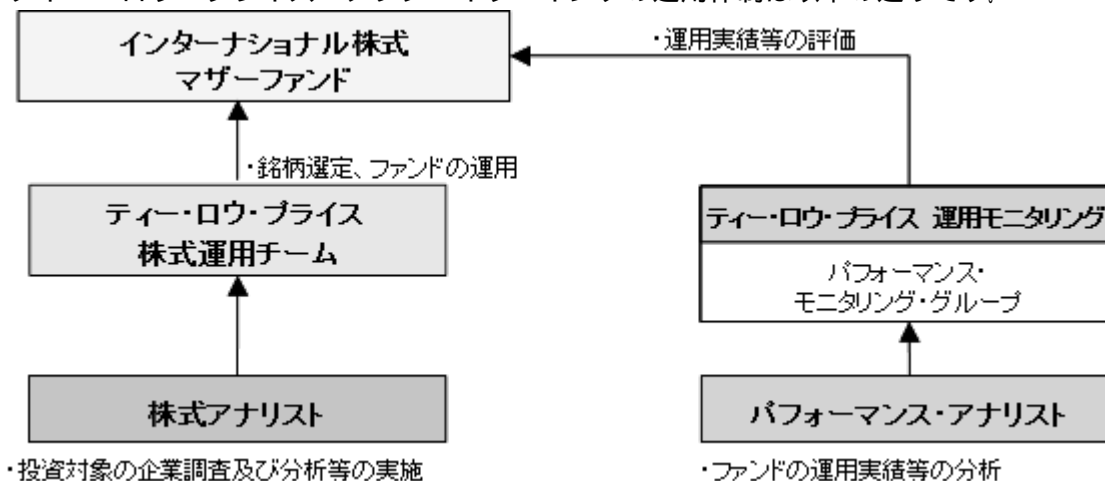 インターナショナル株式
マザーファンド
・運用実績等の評価
・銘柄選定、ファンドの運用
ティー・ロウ・プライス
株式運用チーム
ティー・ロウ・プライス 運用モニタリング
パフォーマンス・
モニタリング・グループ
株式アナリスト
パフォーマンス・アナリスト
・投資対象の企業調査及び分析等の実施
・ファンドの運用実績等の分析